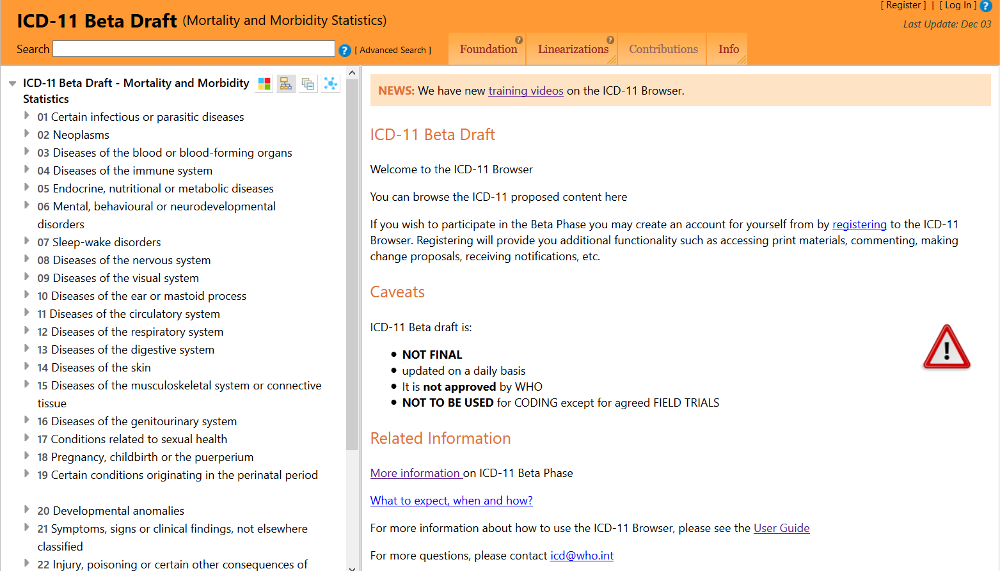 ICD-11 Beta Draft (Mortality and Morbidity Statistics)
[ Register ] | [ Log In ] ?
Last Update: Dec 03
Search ? [ Advanced Search ]
Foundation ? Linearizations ? Contributions Info
ICD-11 Beta Draft - Mortality and Morbidity
Statistics
01 Certain infectious or parasitic diseases
02 Neoplasms
03 Diseases of the blood or blood-forming organs
04 Diseases of the immune system
05 Endocrine, nutritional or metabolic diseases
06 Mental, behavioural or neurodevelopmental
disorders
07 Sleep-wake disorders
08 Diseases of the nervous system
09 Diseases of the visual system
10 Diseases of the ear or mastoid process
11 Diseases of the circulatory system
12 Diseases of the respiratory system
13 Diseases of the digestive system
14 Diseases of the skin
15 Diseases of the musculoskeletal system or connective
tissue
16 Diseases of the genitourinary system
17 Conditions related to sexual health
18 Pregnancy, childbirth or the puerperium
19 Certain conditions originating in the perinatal period
20 Developmental anomalies
21 Symptoms, signs or clinical findings, not elsewhere
classified
22 Injury, poisoning or certain other consequences of
NEWS: We have new training videos on the ICD-11 Browser.
ICD-11 Beta Draft
Welcome to the ICD-11 Browser
You can browse the ICD-11 proposed content here
If you wish to participate in the Beta Phase you may create an account for yourself from by registering to the ICD-11
Browser. Registering will provide you additional functionality such as accessing print materials, commenting, making
change proposals, receiving notifications, etc.
Caveats
ICD-11 Beta draft is:
• NOT FINAL
• updated on a daily basis
• It is not approved by WHO
• NOT TO BE USED for CODING except for agreed FIELD TRIALS
!
Related Information
More information on ICD-11 Beta Phase
What to expect, when and how?
For more information about how to use the ICD-11 Browser, please see the User Guide
For more questions, please contact icd@who.int